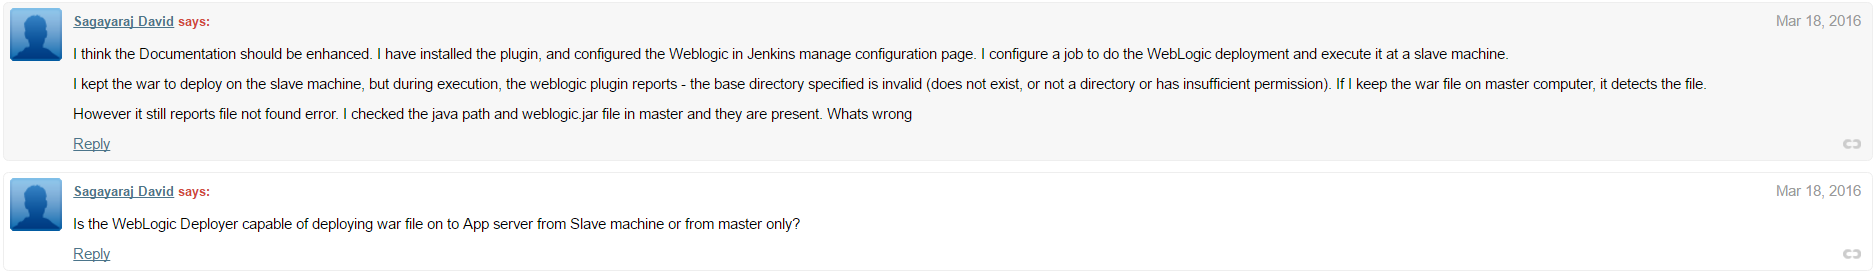 Sagayaraj David says:
Mar 18, 2016
I think the Documentation should be enhanced. I have installed the plugin, and configured the Weblogic in Jenkins manage configuration page. I configure a job to do the WebLogic deployment and execute it at a slave machine.
I kept the war to deploy on the slave machine, but during execution, the weblogic plugin reports - the base directory specified is invalid (does not exist, or not a directory or has insufficient permission). If I keep the war file on master computer, it detects the file.
However it still reports file not found error. I checked the java path and weblogic.jar file in master and they are present. Whats wrong
Reply
Sagayaraj David says:
Mar 18, 2016
Is the WebLogic Deployer capable of deploying war file on to App server from Slave machine or from master only?
Reply